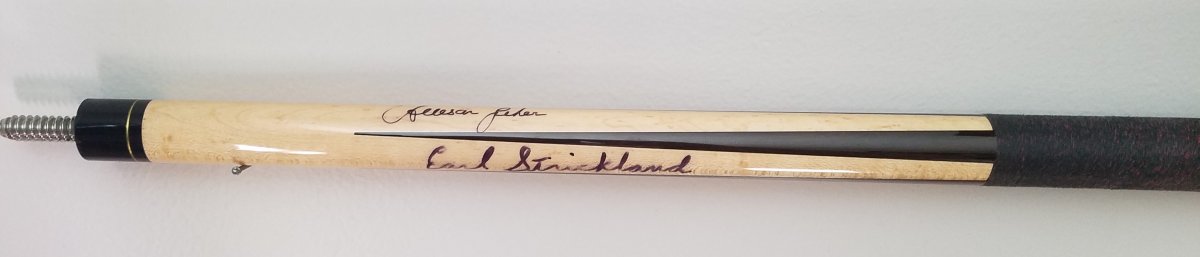 Allison Fisher
Earl Strickland